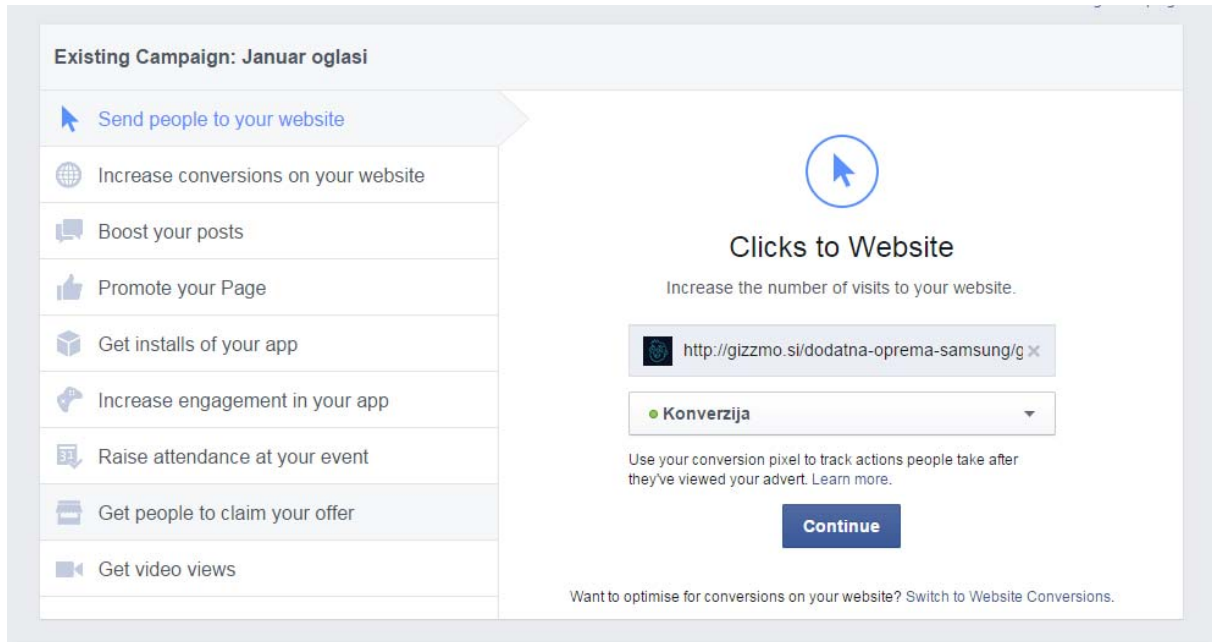 Existing Campaign: Januar oglasi
Send people to your website
Increase conversions on your website
Boost your posts
Promote your Page
Get installs of your app
Increase engagement in your app
31
Raise attendance at your event
Get people to claim your offer
Get video views
Clicks to Website
Increase the number of visits to your website.
http://gizzmo.si/dodatna-oprema-samsung/g
Konverzija
Use your conversion pixel to track actions people take after
they've viewed your advert. Learn more.
Continue
Want to optimise for conversions on your website? Switch to Website Conversions.